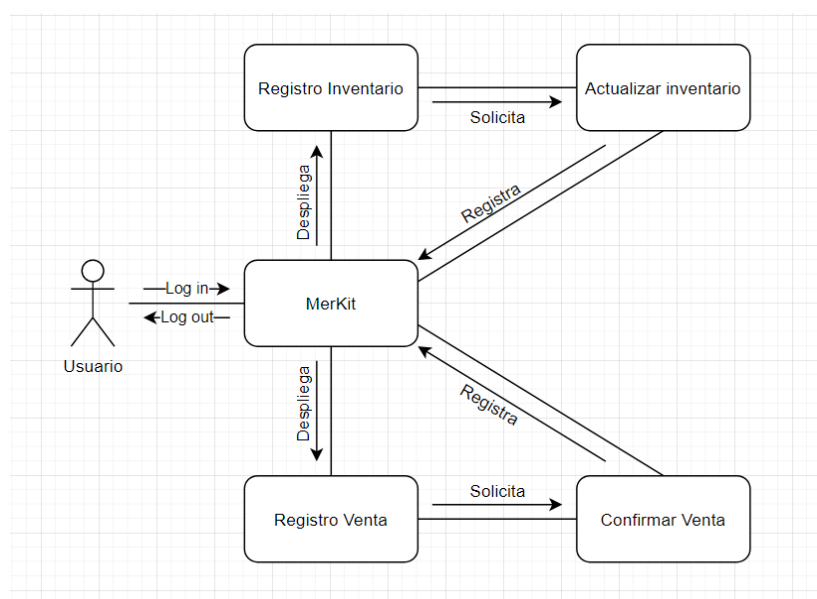 Registro Inventario
Actualizar inventario
Solicita
Despliega
Registra
Log in
MerKit
Log out
Usuario
Despliega
Registra
Solicita
Registro Venta
Confirmar Venta